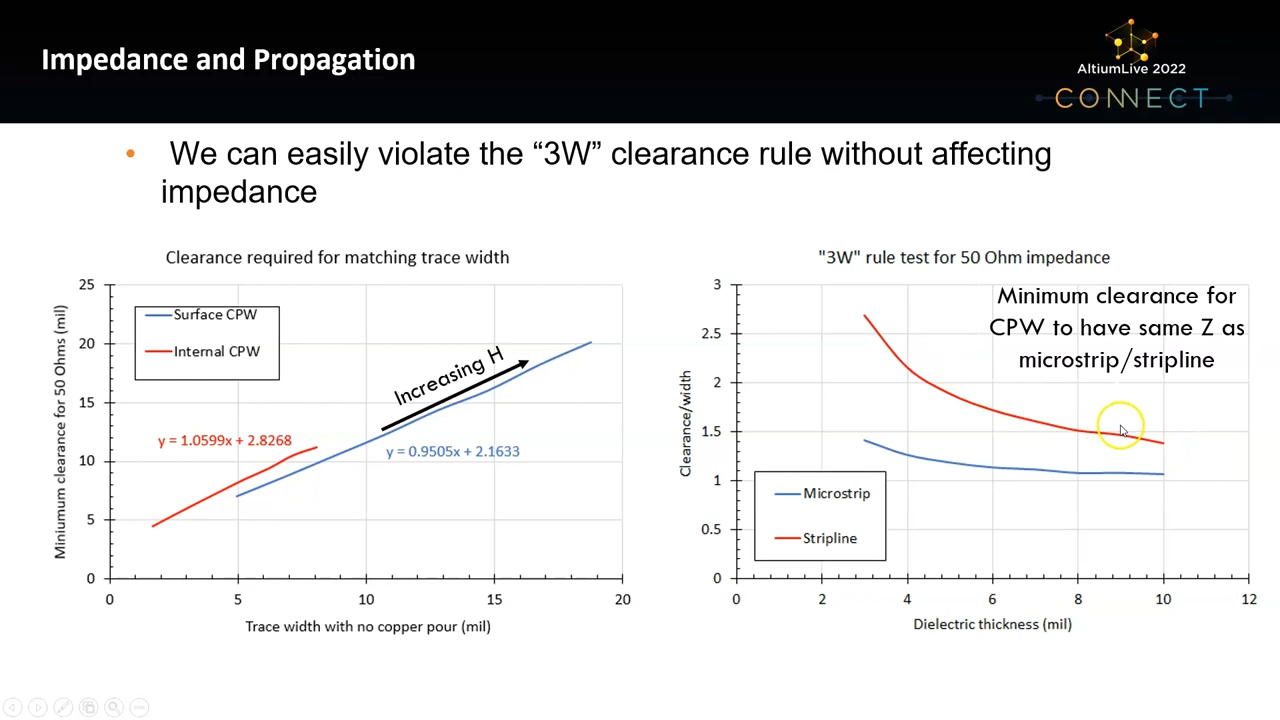 Impedance and Propagation
AltiumLive 2022
CONNECT
• We can easily violate the “3W” clearance rule without affecting
impedance
Clearance required for matching trace width
Miniumum clearance for 50 Ohms (mil)
25
20
15
10
5
0
Surface CPW
Internal CPW
Increasing H
y = 1.0599x + 2.8268
y = 0.9505x + 2.1633
0 5 10 15 20
Trace width with no copper pour (mil)
"3W" rule test for 50 Ohm impedance
Clearance/width
3
2.5
2
1.5
1
0.5
0
Minimum clearance for
CPW to have same Z as
microstrip/stripline
Microstrip
Stripline
0 2 4 6 8 10 12
Dielectric thickness (mil)